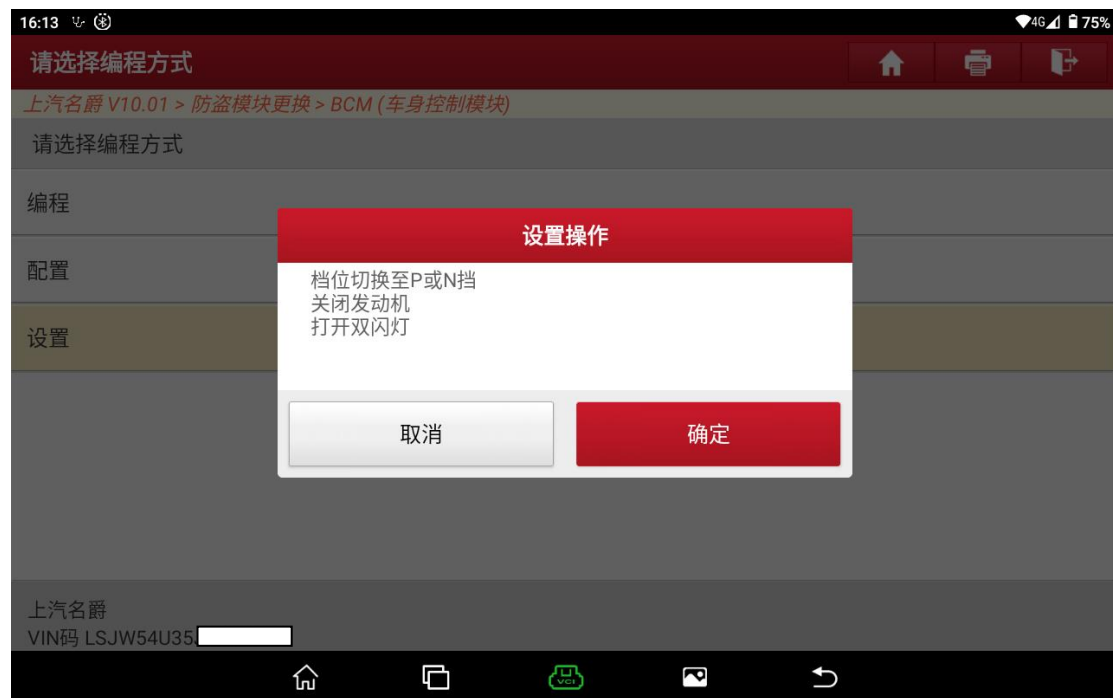 16:13
4G 75%
请选择编程方式
上汽名爵 V10.01 > 防盗模块更换 > BCM (车身控制模块)
请选择编程方式
编程
配置
设置
设置操作
档位切换至P或N挡
关闭发动机
打开双闪灯
取消
确定
上汽名爵
VIN码 LSJW54U35
VCI